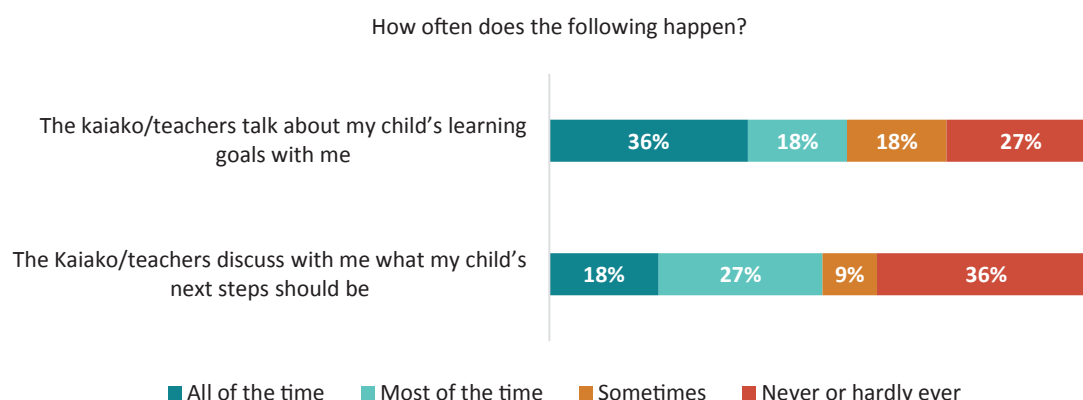 How often does the following happen?
The kaiako/teachers talk about my child’s learning
goals with me
36% 18% 18% 27%
The Kaiako/teachers discuss with me what my child’s
next steps should be
18% 27% 9% 36%
All of the time Most of the time Sometimes Never or hardly ever